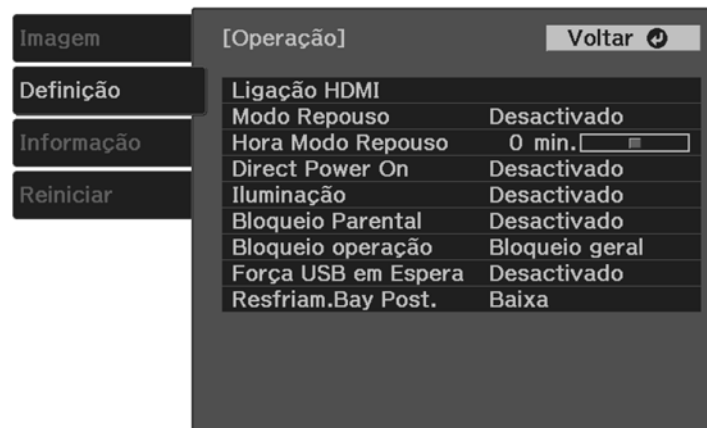 Imagem
Definição
Informação
Reiniciar
[Operação]
Voltar
Ligação HDMI
Modo Repouso Desactivado
Hora Modo Repouso 0 min.
Direct Power On Desactivado
Iluminação Desactivado
Bloqueio Parental Desactivado
Bloqueio operação Bloqueio geral
Força USB em Espera Desactivado
Resfriam.Bay Post. Baixa